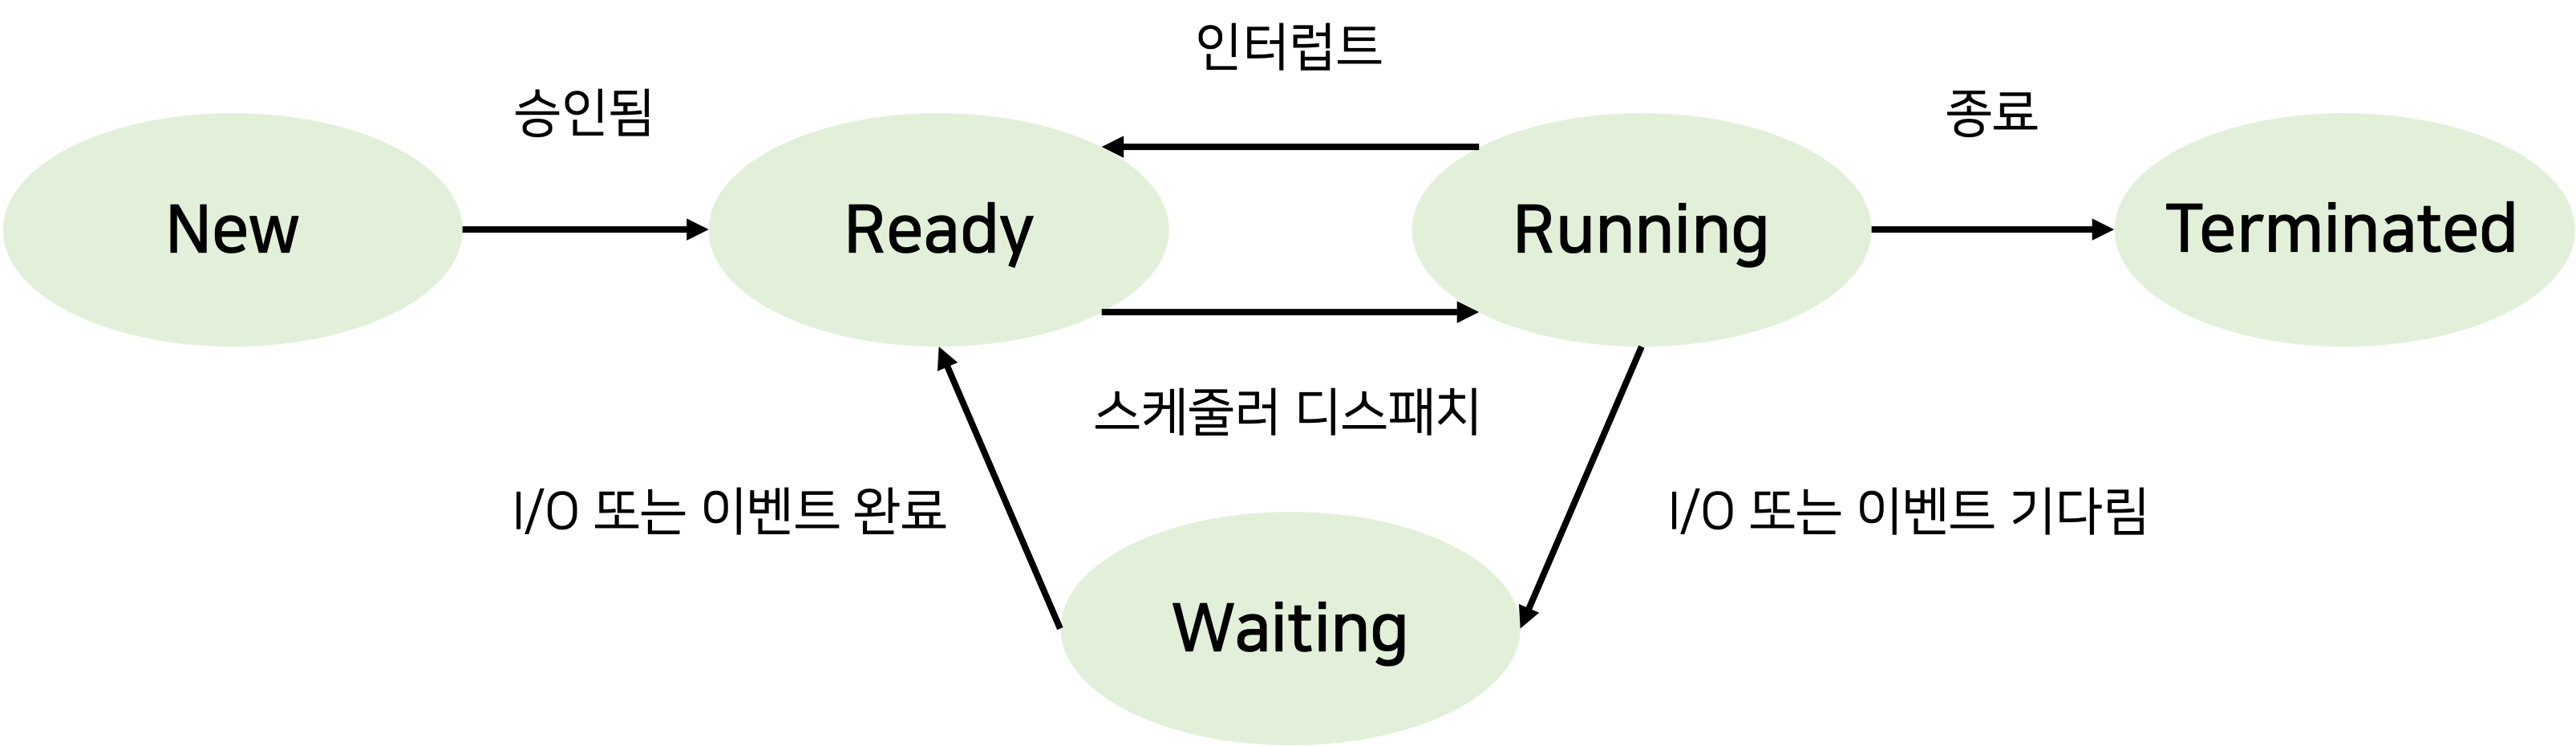 인터럽트
승인됨
종료
New
Ready
Running
Terminated
스케줄러 디스패치
I/O 또는 이벤트 완료
I/O 또는 이벤트 기다림
Waiting